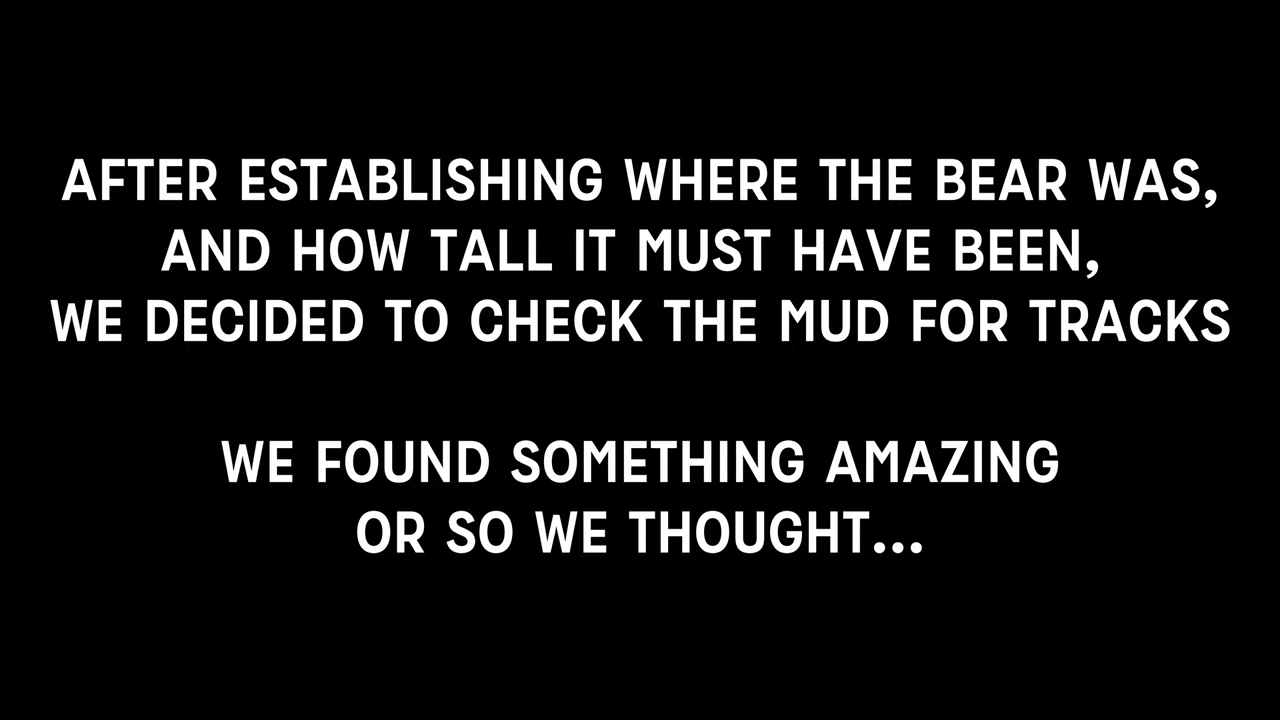 AFTER ESTABLISHING WHERE THE BEAR WAS,
AND HOW TALL IT MUST HAVE BEEN,
WE DECIDED TO CHECK THE MUD FOR TRACKS
WE FOUND SOMETHING AMAZING
OR SO WE THOUGHT...